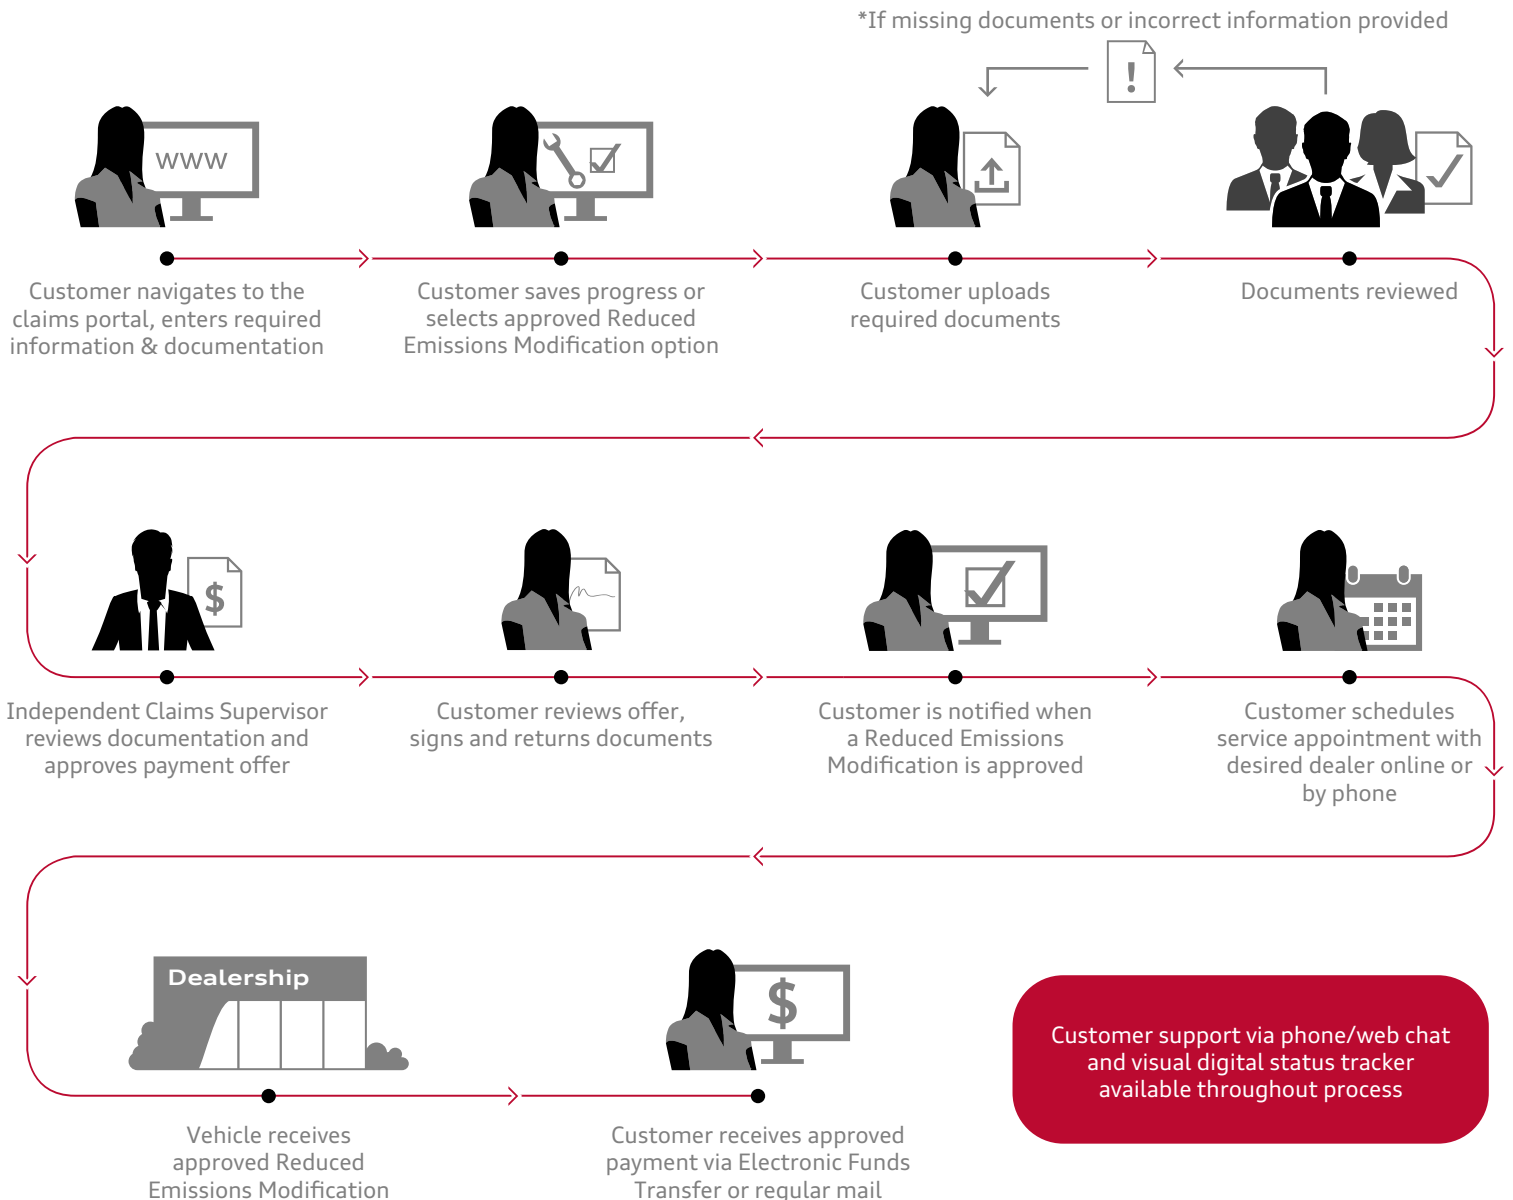 *If missing documents or incorrect information provided
!
www
Customer navigates to the
claims portal, enters required
information & documentation
Customer saves progress or
selects approved Reduced
Emissions Modification option
Customer uploads
required documents
Documents reviewed
$
Independent Claims Supervisor
reviews documentation and
approves payment offer
Customer reviews offer,
signs and returns documents
Customer is notified when
a Reduced Emissions
Modification is approved
Customer schedules
service appointment with
desired dealer online or
by phone
Dealership
$
Vehicle receives
approved Reduced
Emissions Modification
Customer receives approved
payment via Electronic Funds
Transfer or regular mail
Customer support via phone/web chat
and visual digital status tracker
available throughout process